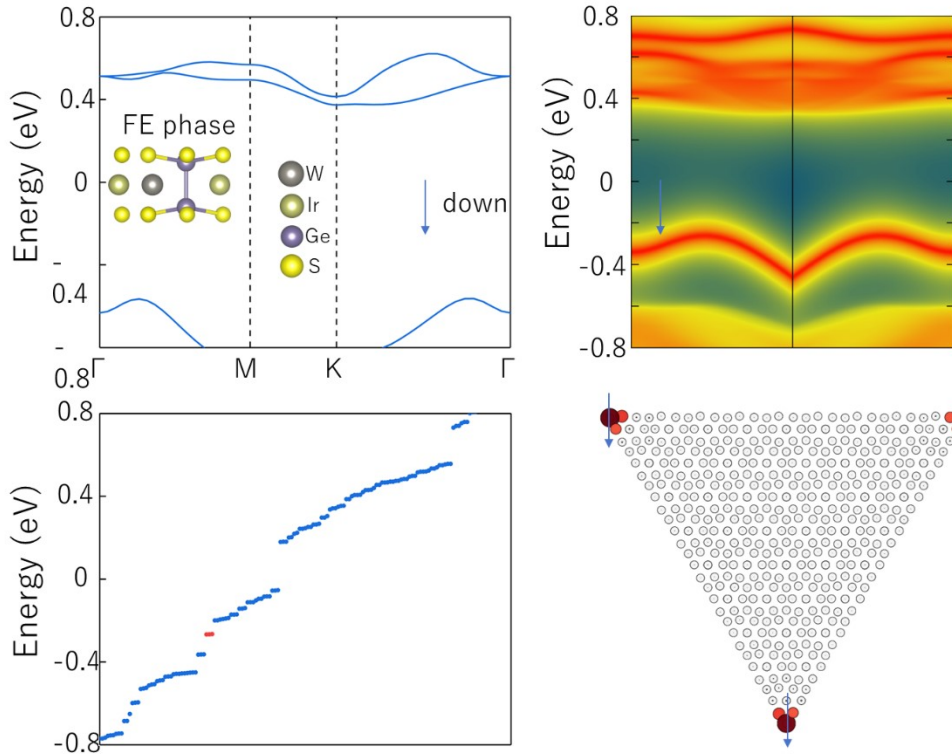 0.8
0.4
0
-
0.4
-
0.8
Energy (eV)
FE phase
W
Ir
Ge
S
down
Γ
M
K
Γ
0.8
0.4
0
-0.4
-0.8
Energy (eV)
0.8
0.4
0
-0.4
-0.8
Energy (eV)